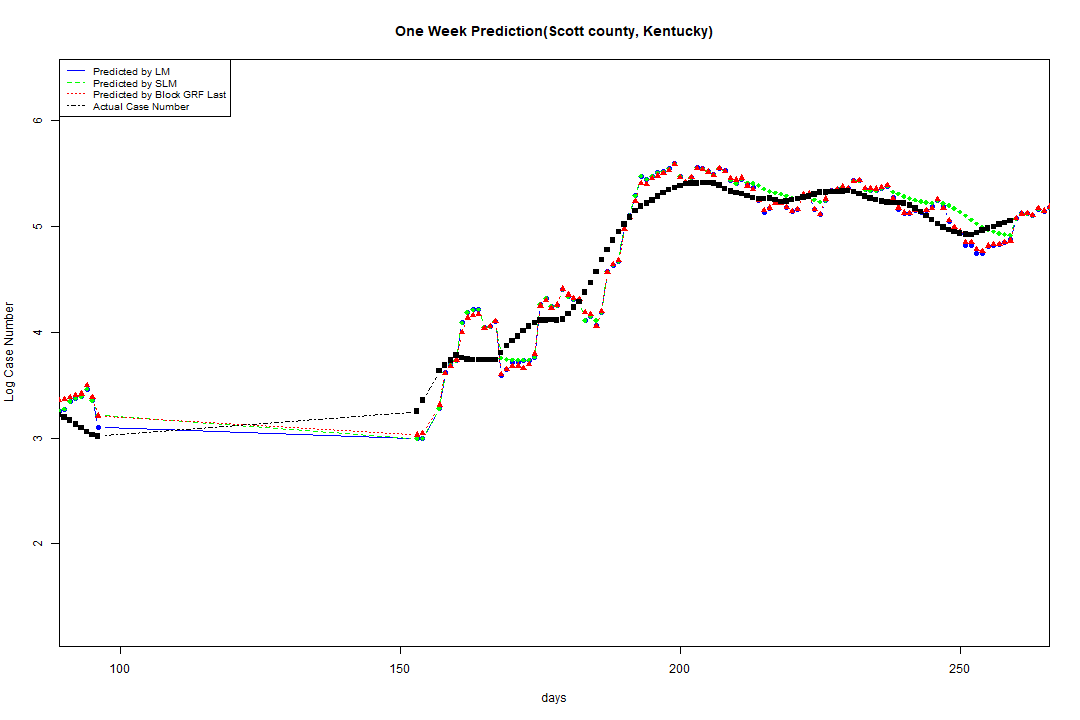 One Week Prediction(Scott county, Kentucky)
Predicted by LM
Predicted by SLM
Predicted by Block GRF Last
Actual Case Number
6
5
4
3
2
Log Case Number
100 150 200 250
days